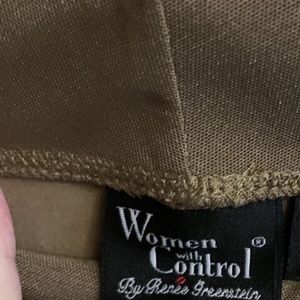 Women ®
with
Control
By Renee Greenstein